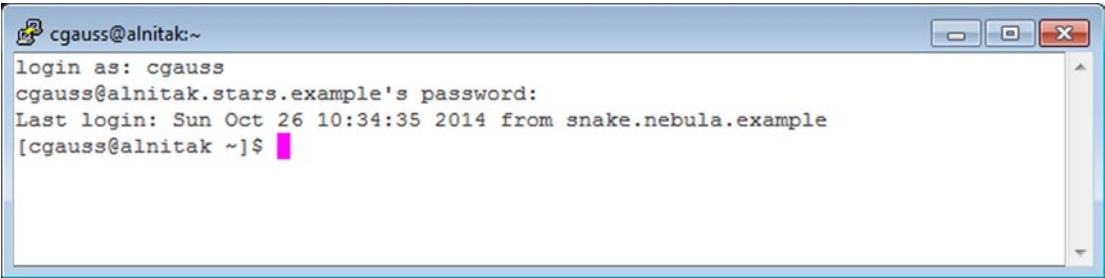 cgauss@alnitak:~
login as: cgauss
cgauss@alnitak.stars.example's password:
Last login: Sun Oct 26 10:34:35 2014 from snake.nebula.example
[cgauss@alnitak ~]$